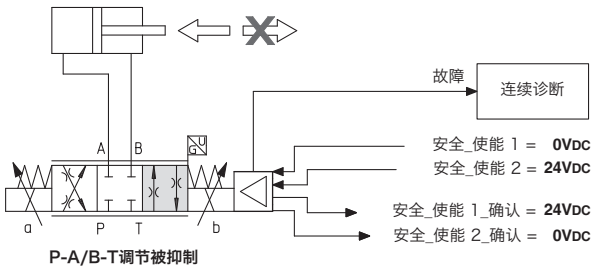 故障
连续诊断
A B
U
G
安全_使能 1 = 0VDC
安全_使能 2 = 24VDC
安全_使能 1_确认 = 24VDC
安全_使能 2_确认 = 0VDC
a P T b
P-A/B-T调节被抑制